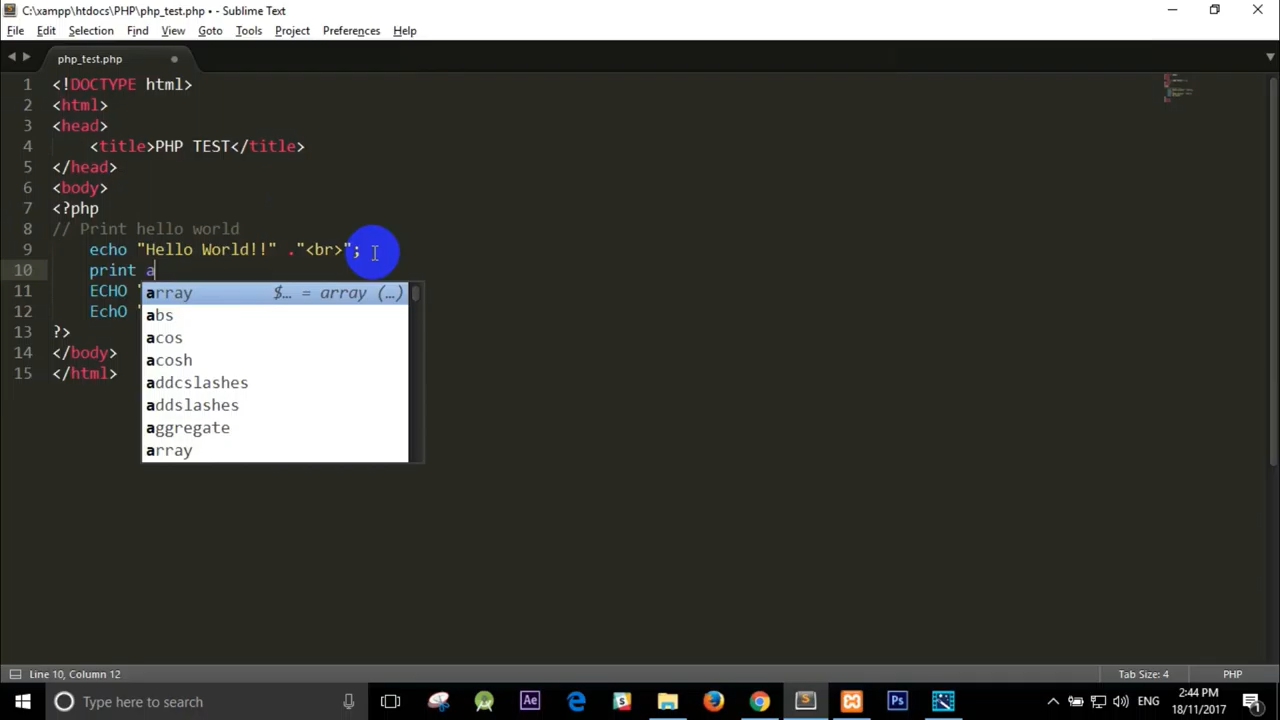 C:\xampp\htdocs\PHP\php_test.php • - Sublime Text
File Edit Selection Find View Goto Tools Project Preferences Help
php_test.php
1 <!DOCTYPE html>
2 <html>
3 <head>
4 <title>PHP TEST</title>
5 </head>
6 <body>
7 <?php
8 // Print hello world
9 echo "Hello World!!" ."<br>";
10 print a
11 ECHO "
array $… = array (…)
12 EchO "
abs
acos
acosh
addcslashes
addslashes
aggregate
array
13 ?>
14 </body>
15 </html>
Line 10, Column 12 Tab Size: 4 PHP
Type here to search
Ae
Ps
ENG
2:44 PM
18/11/2017
1